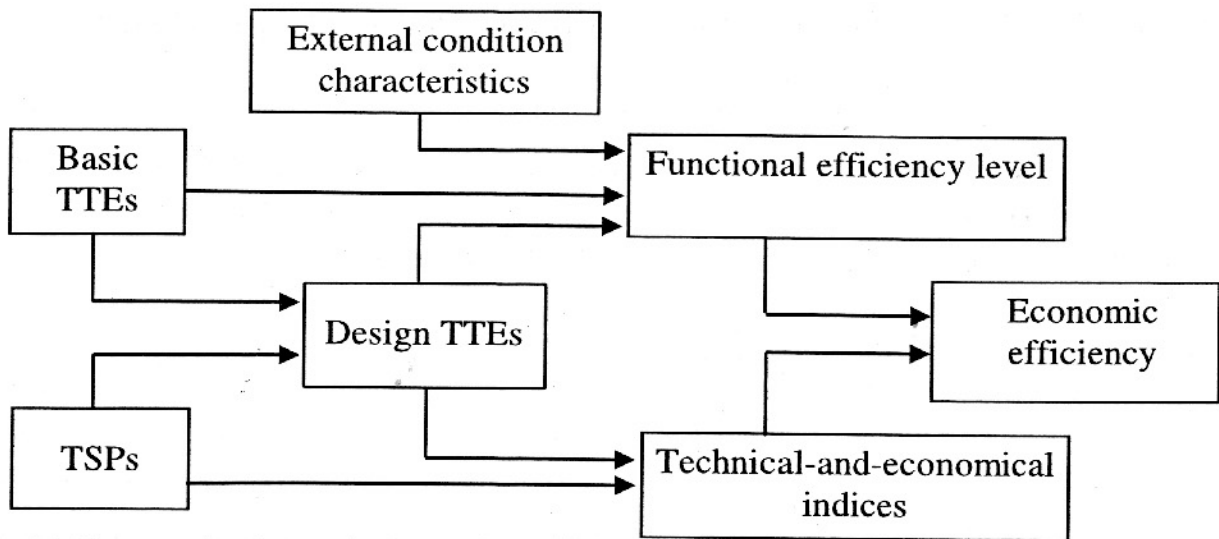 External condition
characteristics
Basic
TTEs
Functional efficiency level
Design TTEs
Economic
efficiency
TSPs
Technical-and-economical
indices